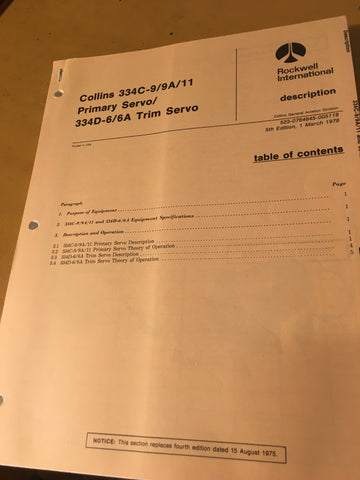 Collins 334C-9/9A/11
Primary Servo/
334D-6/6A Trim Servo
Rockwell
International
description
Collins General Aviation Division
523-0764845-005118
5th Edition, 1 March 1978
table of contents
Paragraph
Page
1. Purpose of Equipment 1
2. 334C-9/9A/11 and 334D-6/6A Equipment Specifications 1
3. Description and Operation 1
3.1 334C-9/9A/11 Primary Servo Description 1
3.2 334C-9/9A/11 Primary Servo Theory of Operation
3.3 334D-6/6A Trim Servo Description 4
3.4 334D-6/6A Trim Servo Theory of Operation 5
NOTICE: This section replaces fourth edition dated 15 August 1975.